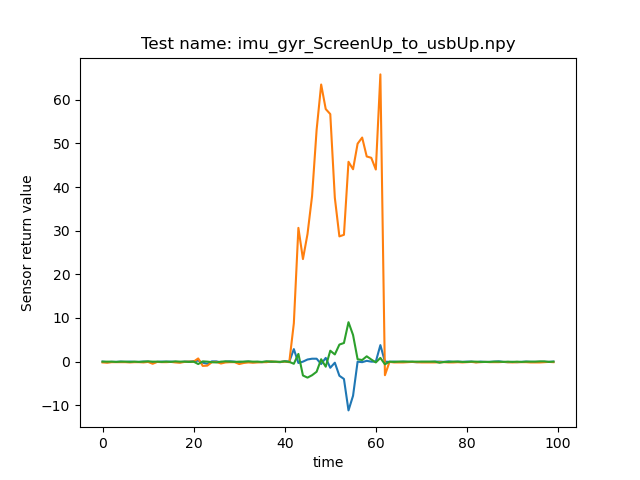 Test name: imu_gyr_ScreenUp_to_usbUp.npy
60
50
40
30
20
10
0
−10
Sensor return value
0 20 40 60 80 100
time